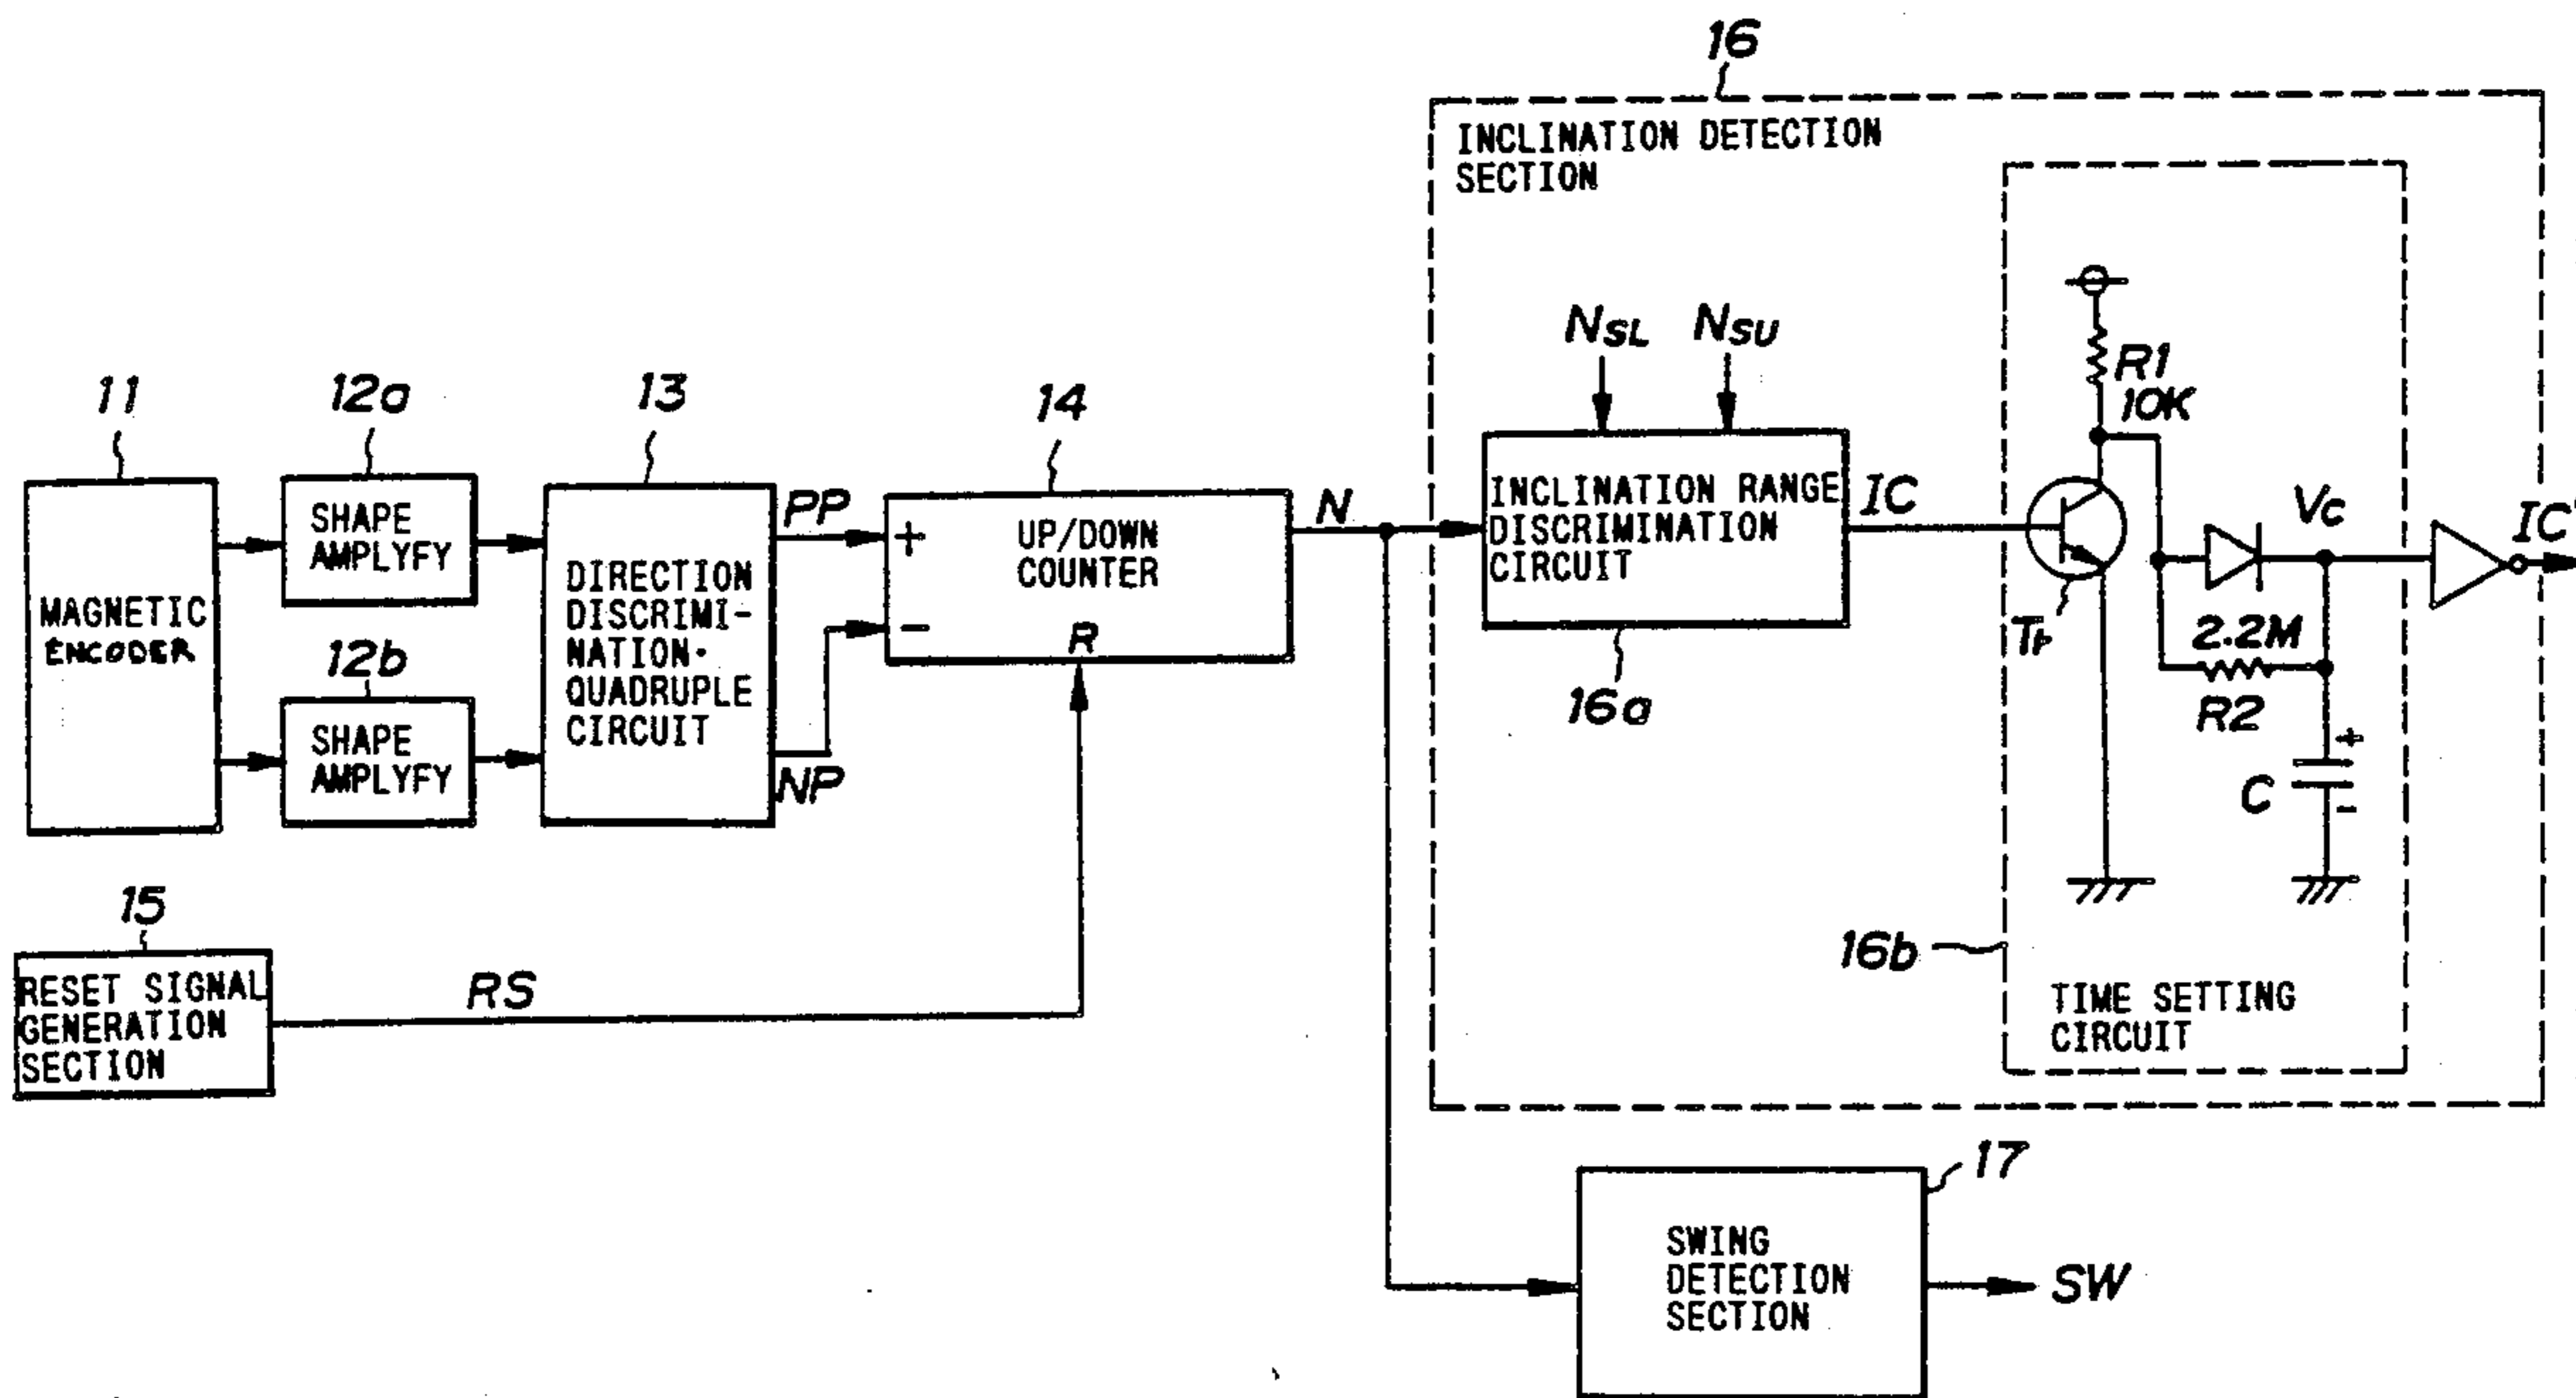 16
INCLINATION DETECTION
SECTION
NSL
NSU
R1
10K
11
12a
13
14
MAGNETIC
ENCODER
SHAPE
AMPLYFY
12b
SHAPE
AMPLYFY
DIRECTION
DISCRIMI-
NATION·
QUADRUPLE
CIRCUIT
PP
NP
+
-
UP/DOWN
COUNTER
R
N
INCLINATION RANGE
DISCRIMINATION
CIRCUIT
16a
IC
Tr
Vc
IC'
2.2M
R2
+
C
-
15
RESET SIGNAL
GENERATION
SECTION
RS
16b
TIME SETTING
CIRCUIT
17
SWING
DETECTION
SECTION
SW